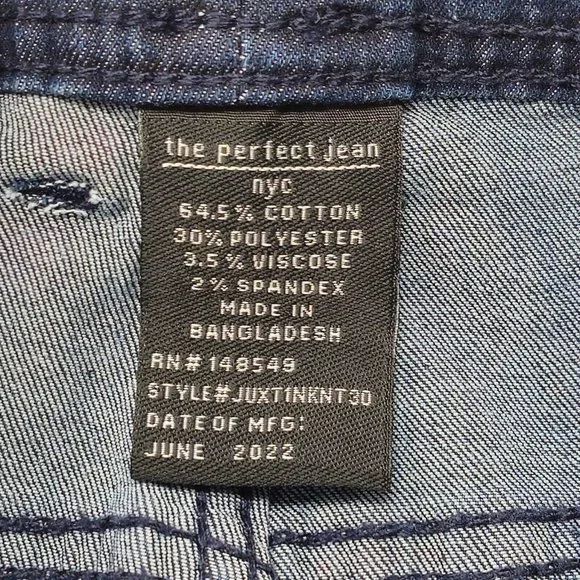 the perfect jean
nyc
64.5% COTTON
30% POLYESTER
3.5% VISCOSE
2% SPANDEX
MADE IN
BANGLADESH
RN# 148549
STYLE#JUXT1NKNT30
DATE OF MFG:
JUNE 2022